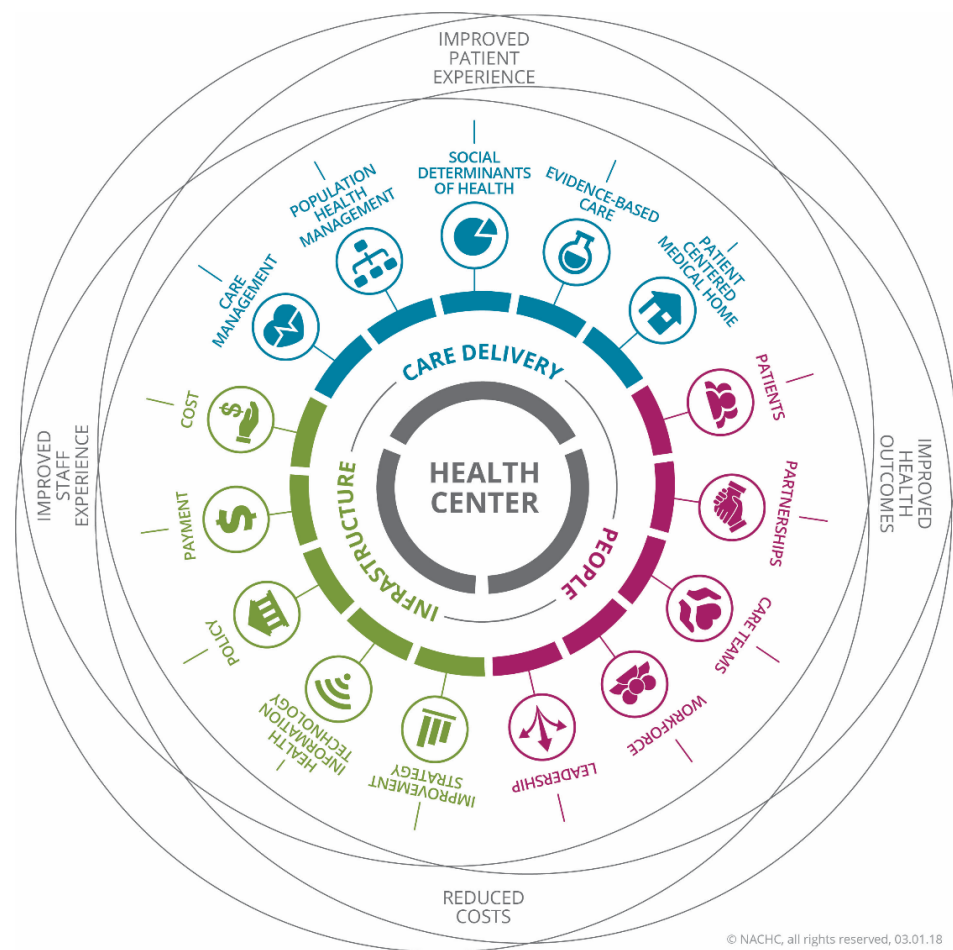 IMPROVED
PATIENT
EXPERIENCE
SOCIAL
DETERMINANTS
OF HEALTH
EVIDENCE-BASED
CARE
PATIENT
CENTERED
MEDICAL HOME
PATIENTS
PARTNERSHIPS
CARE TEAMS
WORKFORCE
LEADERSHIP
IMPROVEMENT
STRATEGY
HEALTH
INFORMATION
TECHNOLOGY
POLICY
PAYMENT
COST
CARE
MANAGEMENT
POPULATION
HEALTH
MANAGEMENT
CARE DELIVERY
PEOPLE
INFRASTRUCTURE
HEALTH
CENTER
IMPROVED
STAFF
EXPERIENCE
IMPROVED
HEALTH
OUTCOMES
REDUCED
COSTS
© NACHC, all rights reserved, 03.01.18